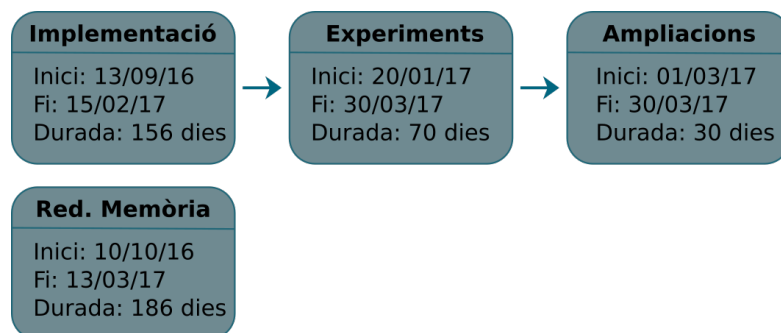 Implementació
Inici: 13/09/16
Fi: 15/02/17
Durada: 156 dies
Experiments
Inici: 20/01/17
Fi: 30/03/17
Durada: 70 dies
Ampliacions
Inici: 01/03/17
Fi: 30/03/17
Durada: 30 dies
Red. Memòria
Inici: 10/10/16
Fi: 13/03/17
Durada: 186 dies